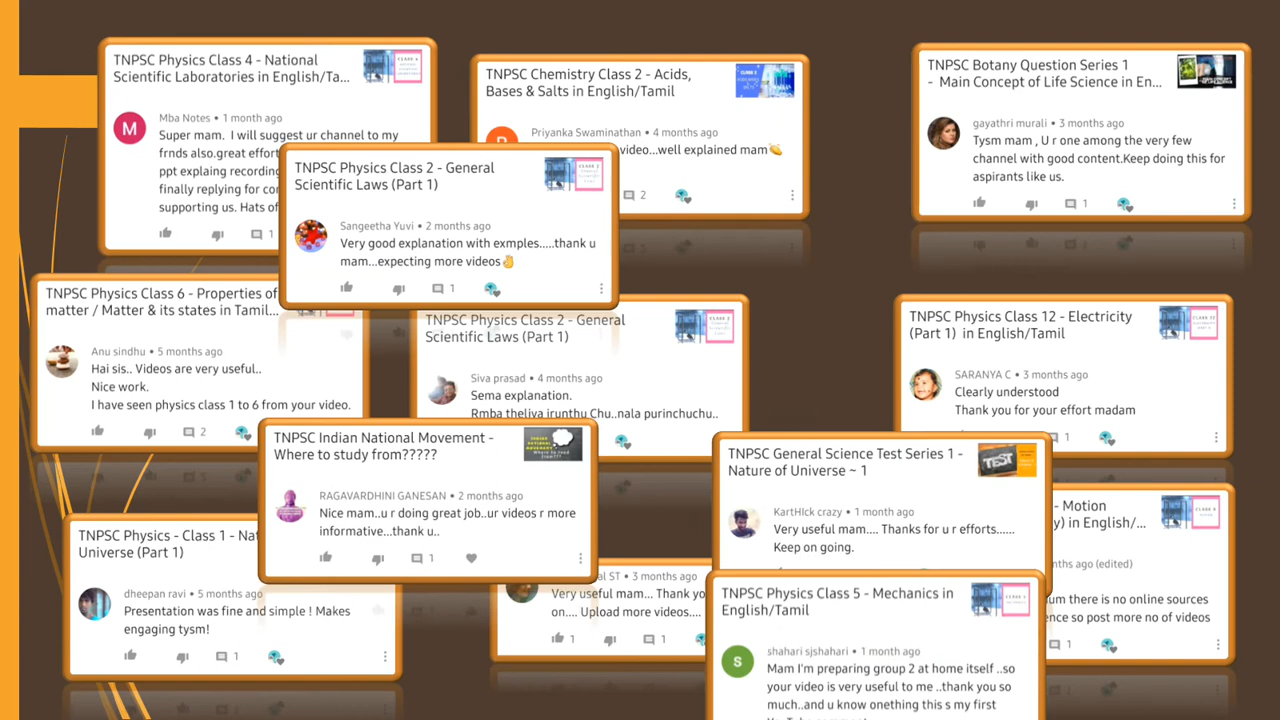 TNPSC Physics Class 4 - National
Scientific Laboratories in English/Ta...
Mba Notes • 1 month ago
Super mam. I will suggest ur channel to my
frnds also.great effort
ppt explaing recording
finally replying for
supporting us. Hats of
1
TNPSC Chemistry Class 2 - Acids,
Bases & Salts in English/Tamil
Priyanka Swaminathan • 4 months ago
video...well explained mam
2
TNPSC Botany Question Series 1
- Main Concept of Life Science in En...
gayathri murali • 3 months ago
Tysm mam , U r one among the very few
channel with good content.Keep doing this for
aspirants like us.
1
TNPSC Physics Class 2 - General
Scientific Laws (Part 1)
Sangeetha Yuvi • 2 months ago
Very good explanation with exmples.....thank u
mam...expecting more videos
1
TNPSC Physics Class 6 - Properties of
matter / Matter & its states in Tamil...
Anu sindhu • 5 months ago
Hai sis.. Videos are very useful..
Nice work.
I have seen physics class 1 to 6 from your video.
2
TNPSC Physics Class 2 - General
Scientific Laws (Part 1)
Siva prasad • 4 months ago
Sema explanation.
Rmba theliva irunthu Chu..nala purinchuchu..
TNPSC Physics Class 12 - Electricity
(Part 1) in English/Tamil
SARANYA C • 3 months ago
Clearly understood
Thank you for your effort madam
1
TNPSC Indian National Movement -
Where to study from?????
RAGAVARDHINI GANESAN • 2 months ago
Nice mam..u r doing great job..ur videos r more
informative...thank u..
1
TNPSC General Science Test Series 1 -
Nature of Universe ~ 1
TEST
KartHIck crazy • 1 month ago
Very useful mam.... Thanks for u r efforts......
Keep on going.
- Motion
in English/...
ago (edited)
there is no online sources
so post more no of videos
1
TNPSC Physics - Class 1 -
Universe (Part 1)
dheepan ravi • 5 months ago
Presentation was fine and simple ! Makes
engaging tysm!
1
ST • 3 months ago
Very useful mam... Thank
on.... Upload more videos....
1 1
TNPSC Physics Class 5 - Mechanics in
English/Tamil
S
shahari sjshahari • 1 month ago
Mam I'm preparing group 2 at home itself ..so
your video is very useful to me ..thank you so
much..and u know onething this s my first